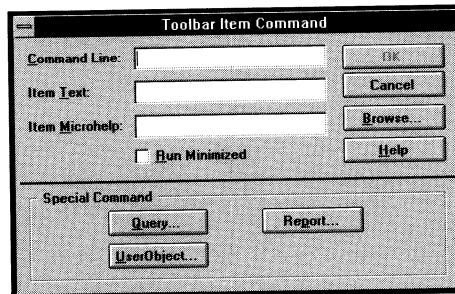 Toolbar Item Command
Command Line:
OK
Item Text:
Cancel
Item Microhelp:
Browse...
Run Minimized
Help
Special Command
Query...
Report...
UserObject...